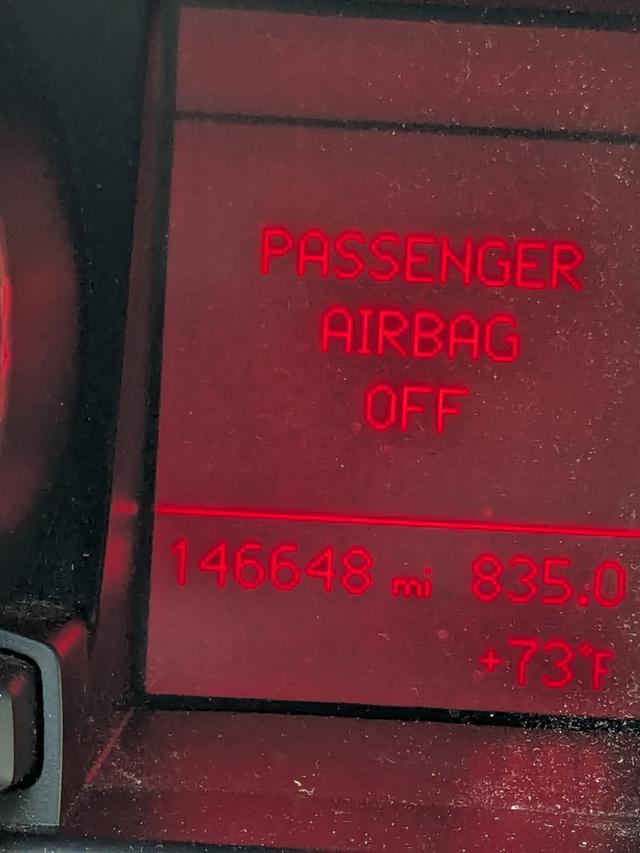 PASSENGER
AIRBAG
OFF
146648 mi 835.0
+73°F